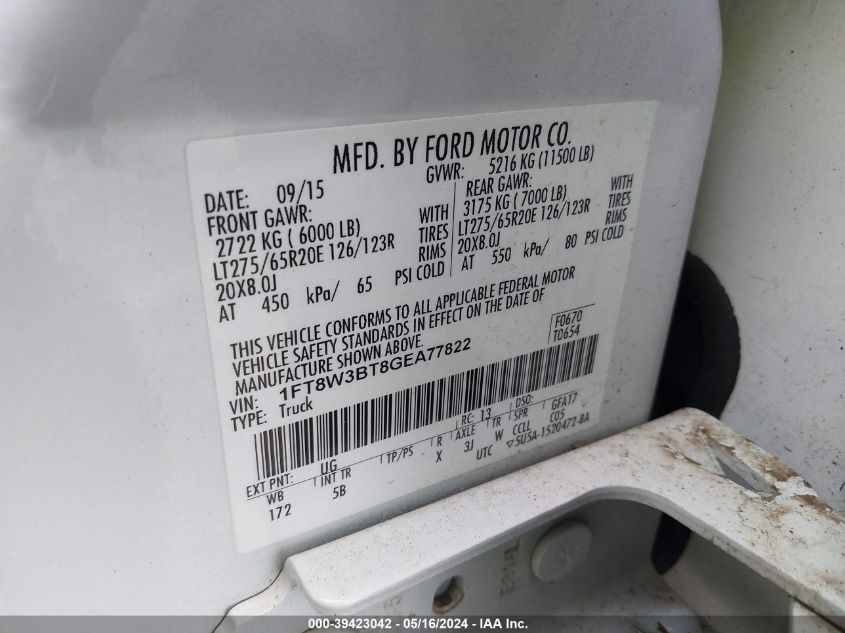 MFD. BY FORD MOTOR CO.
DATE: 09/15 GVWR: 5216 KG (11500 LB)
FRONT GAWR: REAR GAWR:
2722 KG ( 6000 LB) WITH 3175 KG ( 7000 LB) WITH
LT275/65R20E 126/123R TIRES LT275/65R20E 126/123R TIRES
20X8.0J RIMS 20X8.0J RIMS
AT 450 kPa/ 65 PSI COLD AT 550 kPa/ 80 PSI COLD
THIS VEHICLE CONFORMS TO ALL APPLICABLE FEDERAL MOTOR
VEHICLE SAFETY STANDARDS IN EFFECT ON THE DATE OF
MANUFACTURE SHOWN ABOVE. F0670
VIN: 1FT8W3BT8GEA77822 T0654
TYPE: Truck
EXT PNT: UG RC: 13 DSO:
WB INT TR TP/PS R AXLE TR SPR GFA17
172 5B X 3J W CCLL C05
UTC ▽5U5A-1520472-BA
000-39423042 - 05/16/2024 - IAA Inc.